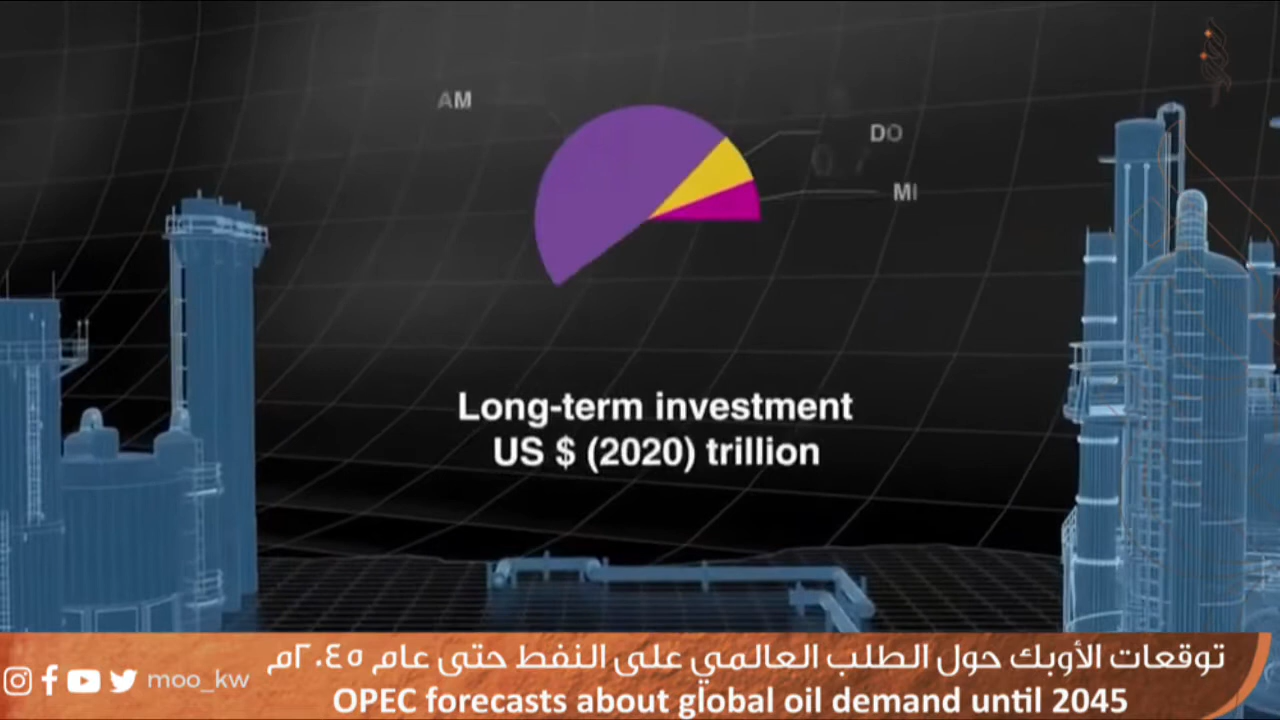 AM
DO
MI
Long-term investment
US $ (2020) trillion
توقعات الأوبك حول الطلب العالمي على النفط حتى عام ٢٠٤٥م
moo_kw
OPEC forecasts about global oil demand until 2045